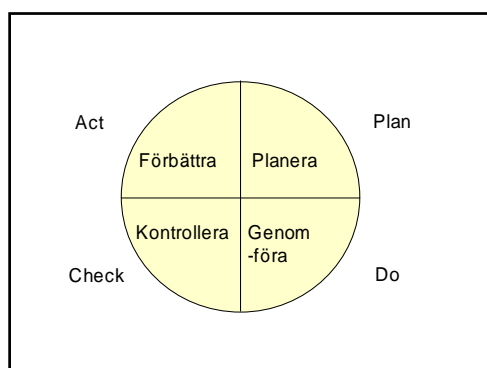 Act
Plan
Förbättra
Planera
Kontrollera
Genom
-föra
Check
Do